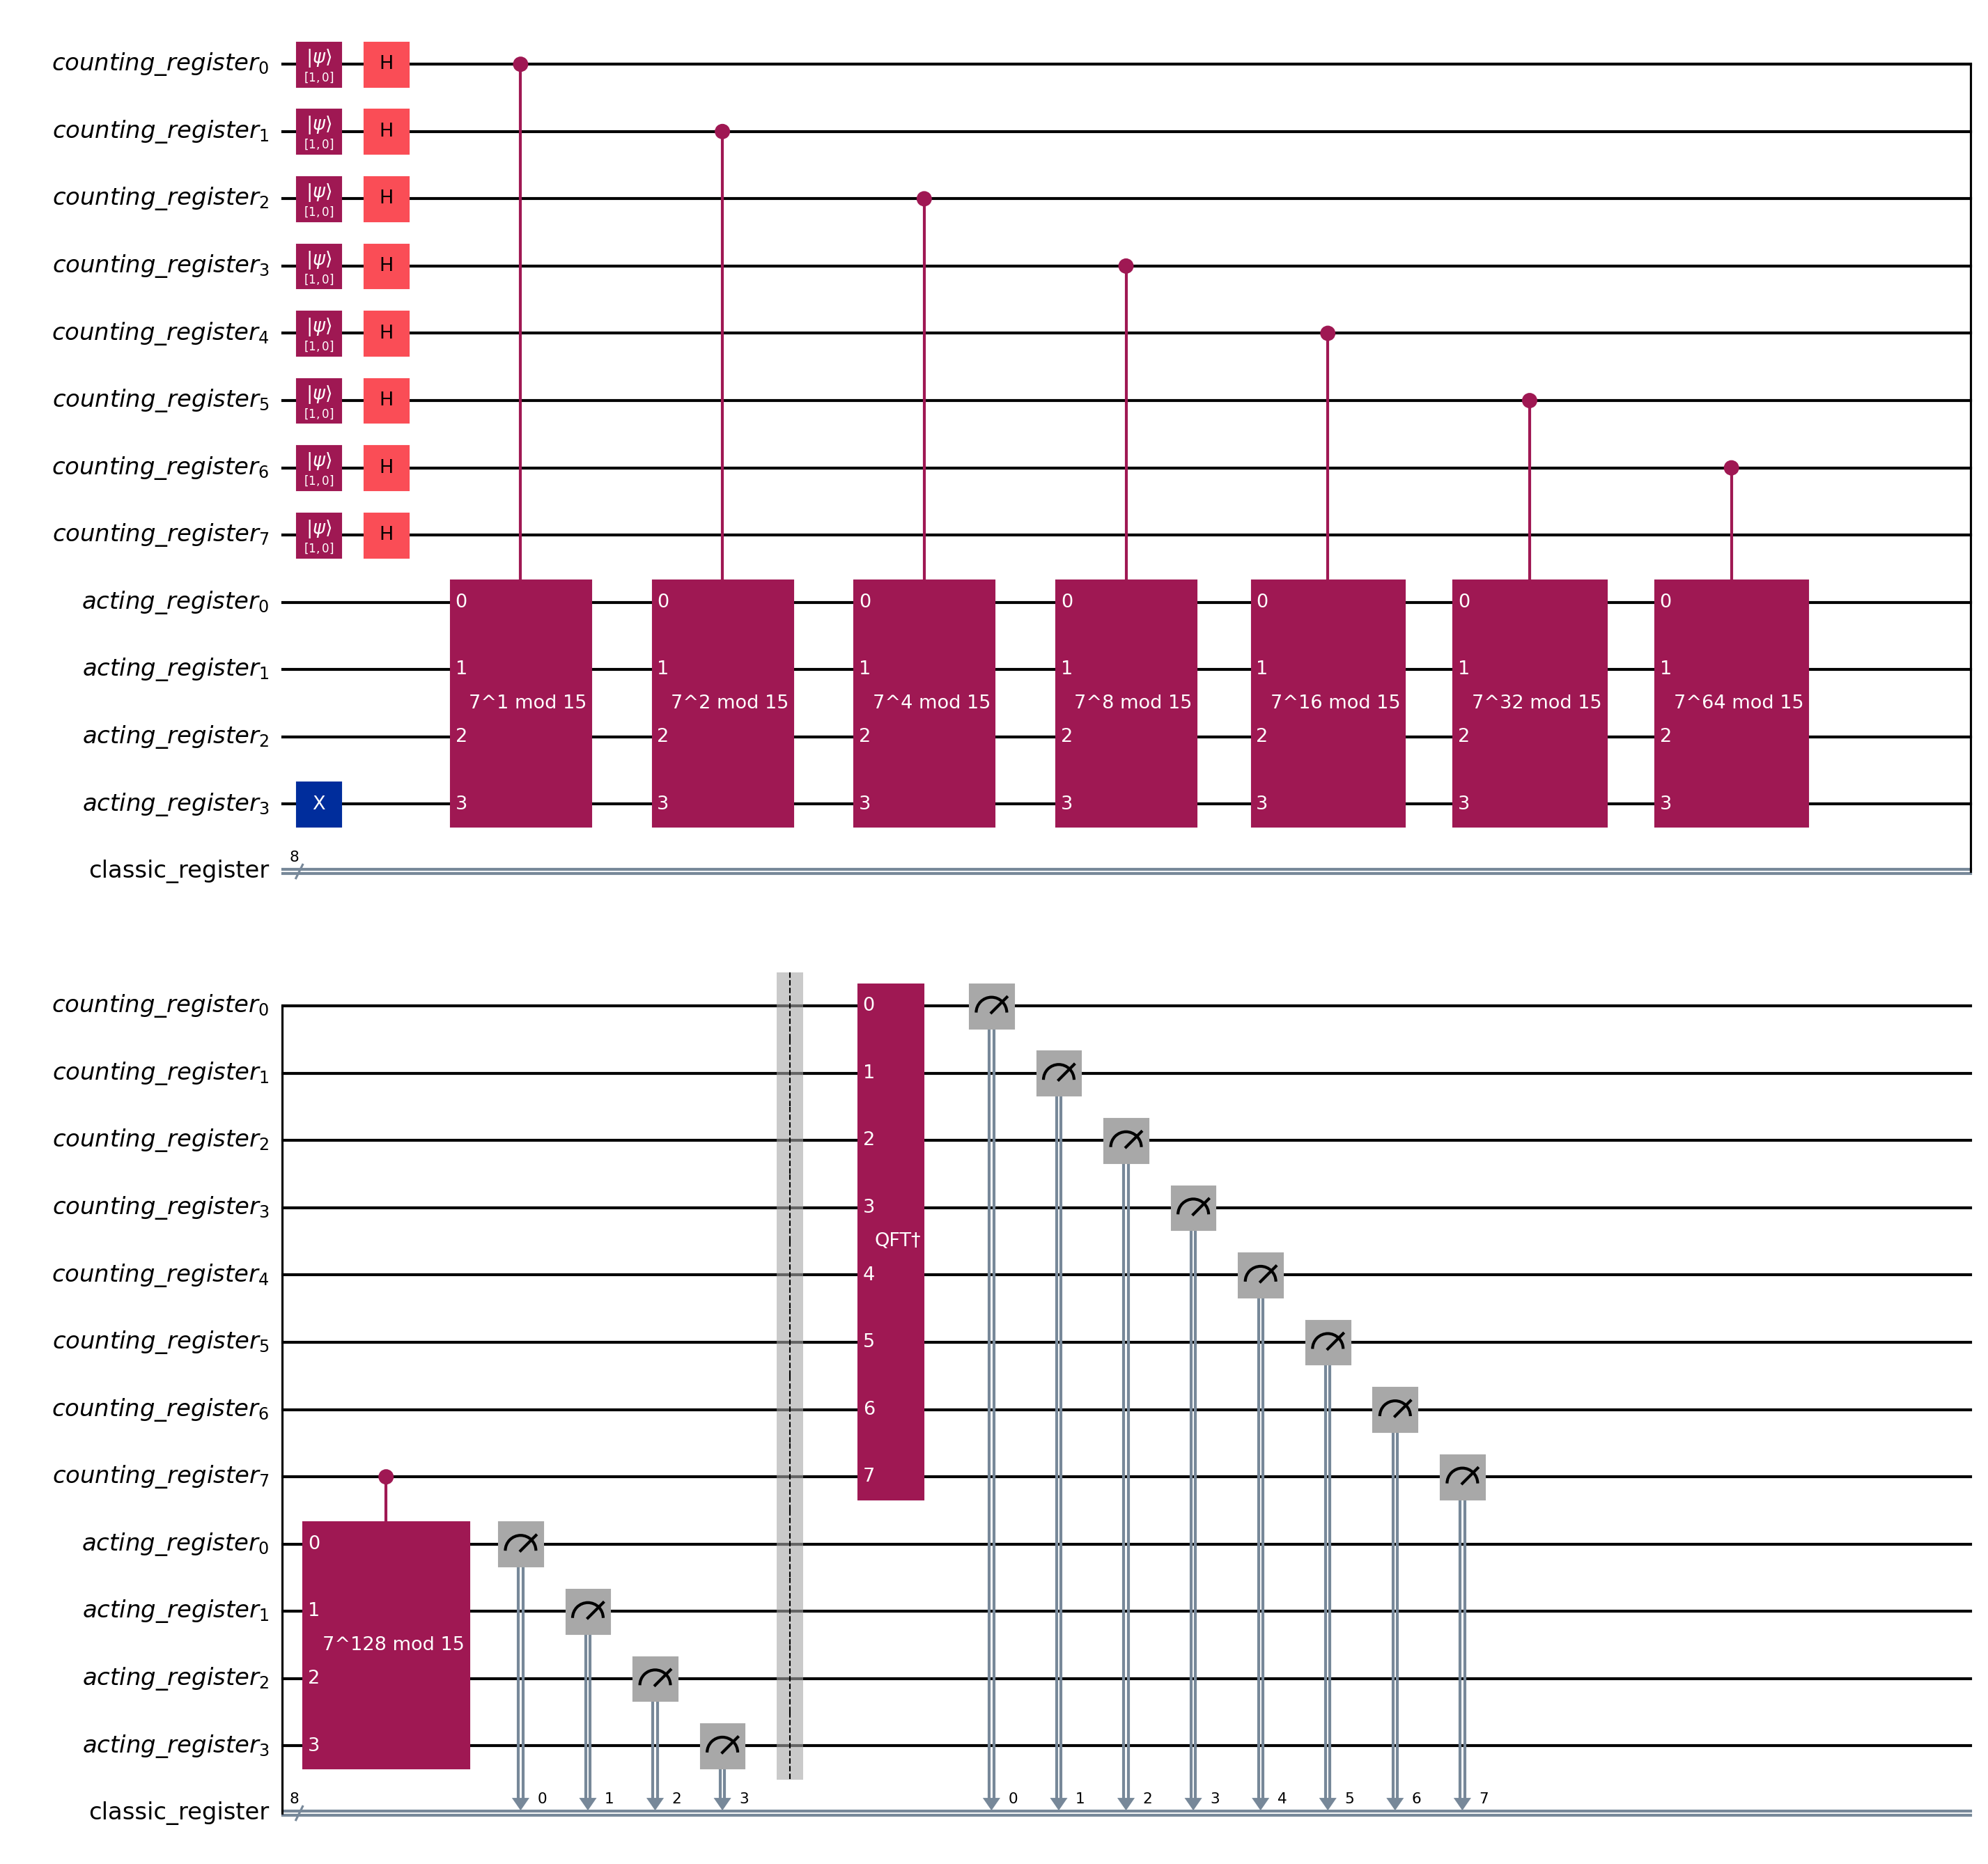 counting_register0 |ψ⟩ [1, 0] H
counting_register1 |ψ⟩ [1, 0] H
counting_register2 |ψ⟩ [1, 0] H
counting_register3 |ψ⟩ [1, 0] H
counting_register4 |ψ⟩ [1, 0] H
counting_register5 |ψ⟩ [1, 0] H
counting_register6 |ψ⟩ [1, 0] H
counting_register7 |ψ⟩ [1, 0] H
acting_register0 0 0 0 0 0 0 0
acting_register1 1 1 1 1 1 1 1
7^1 mod 15 7^2 mod 15 7^4 mod 15 7^8 mod 15 7^16 mod 15 7^32 mod 15 7^64 mod 15
acting_register2 2 2 2 2 2 2 2
acting_register3 X 3 3 3 3 3 3 3
classic_register 8
counting_register0 0
counting_register1 1
counting_register2 2
counting_register3 3
QFT†
counting_register4 4
counting_register5 5
counting_register6 6
counting_register7 7
acting_register0 0
acting_register1 1
7^128 mod 15
acting_register2 2
acting_register3 3
classic_register 8 0 1 2 3 0 1 2 3 4 5 6 7